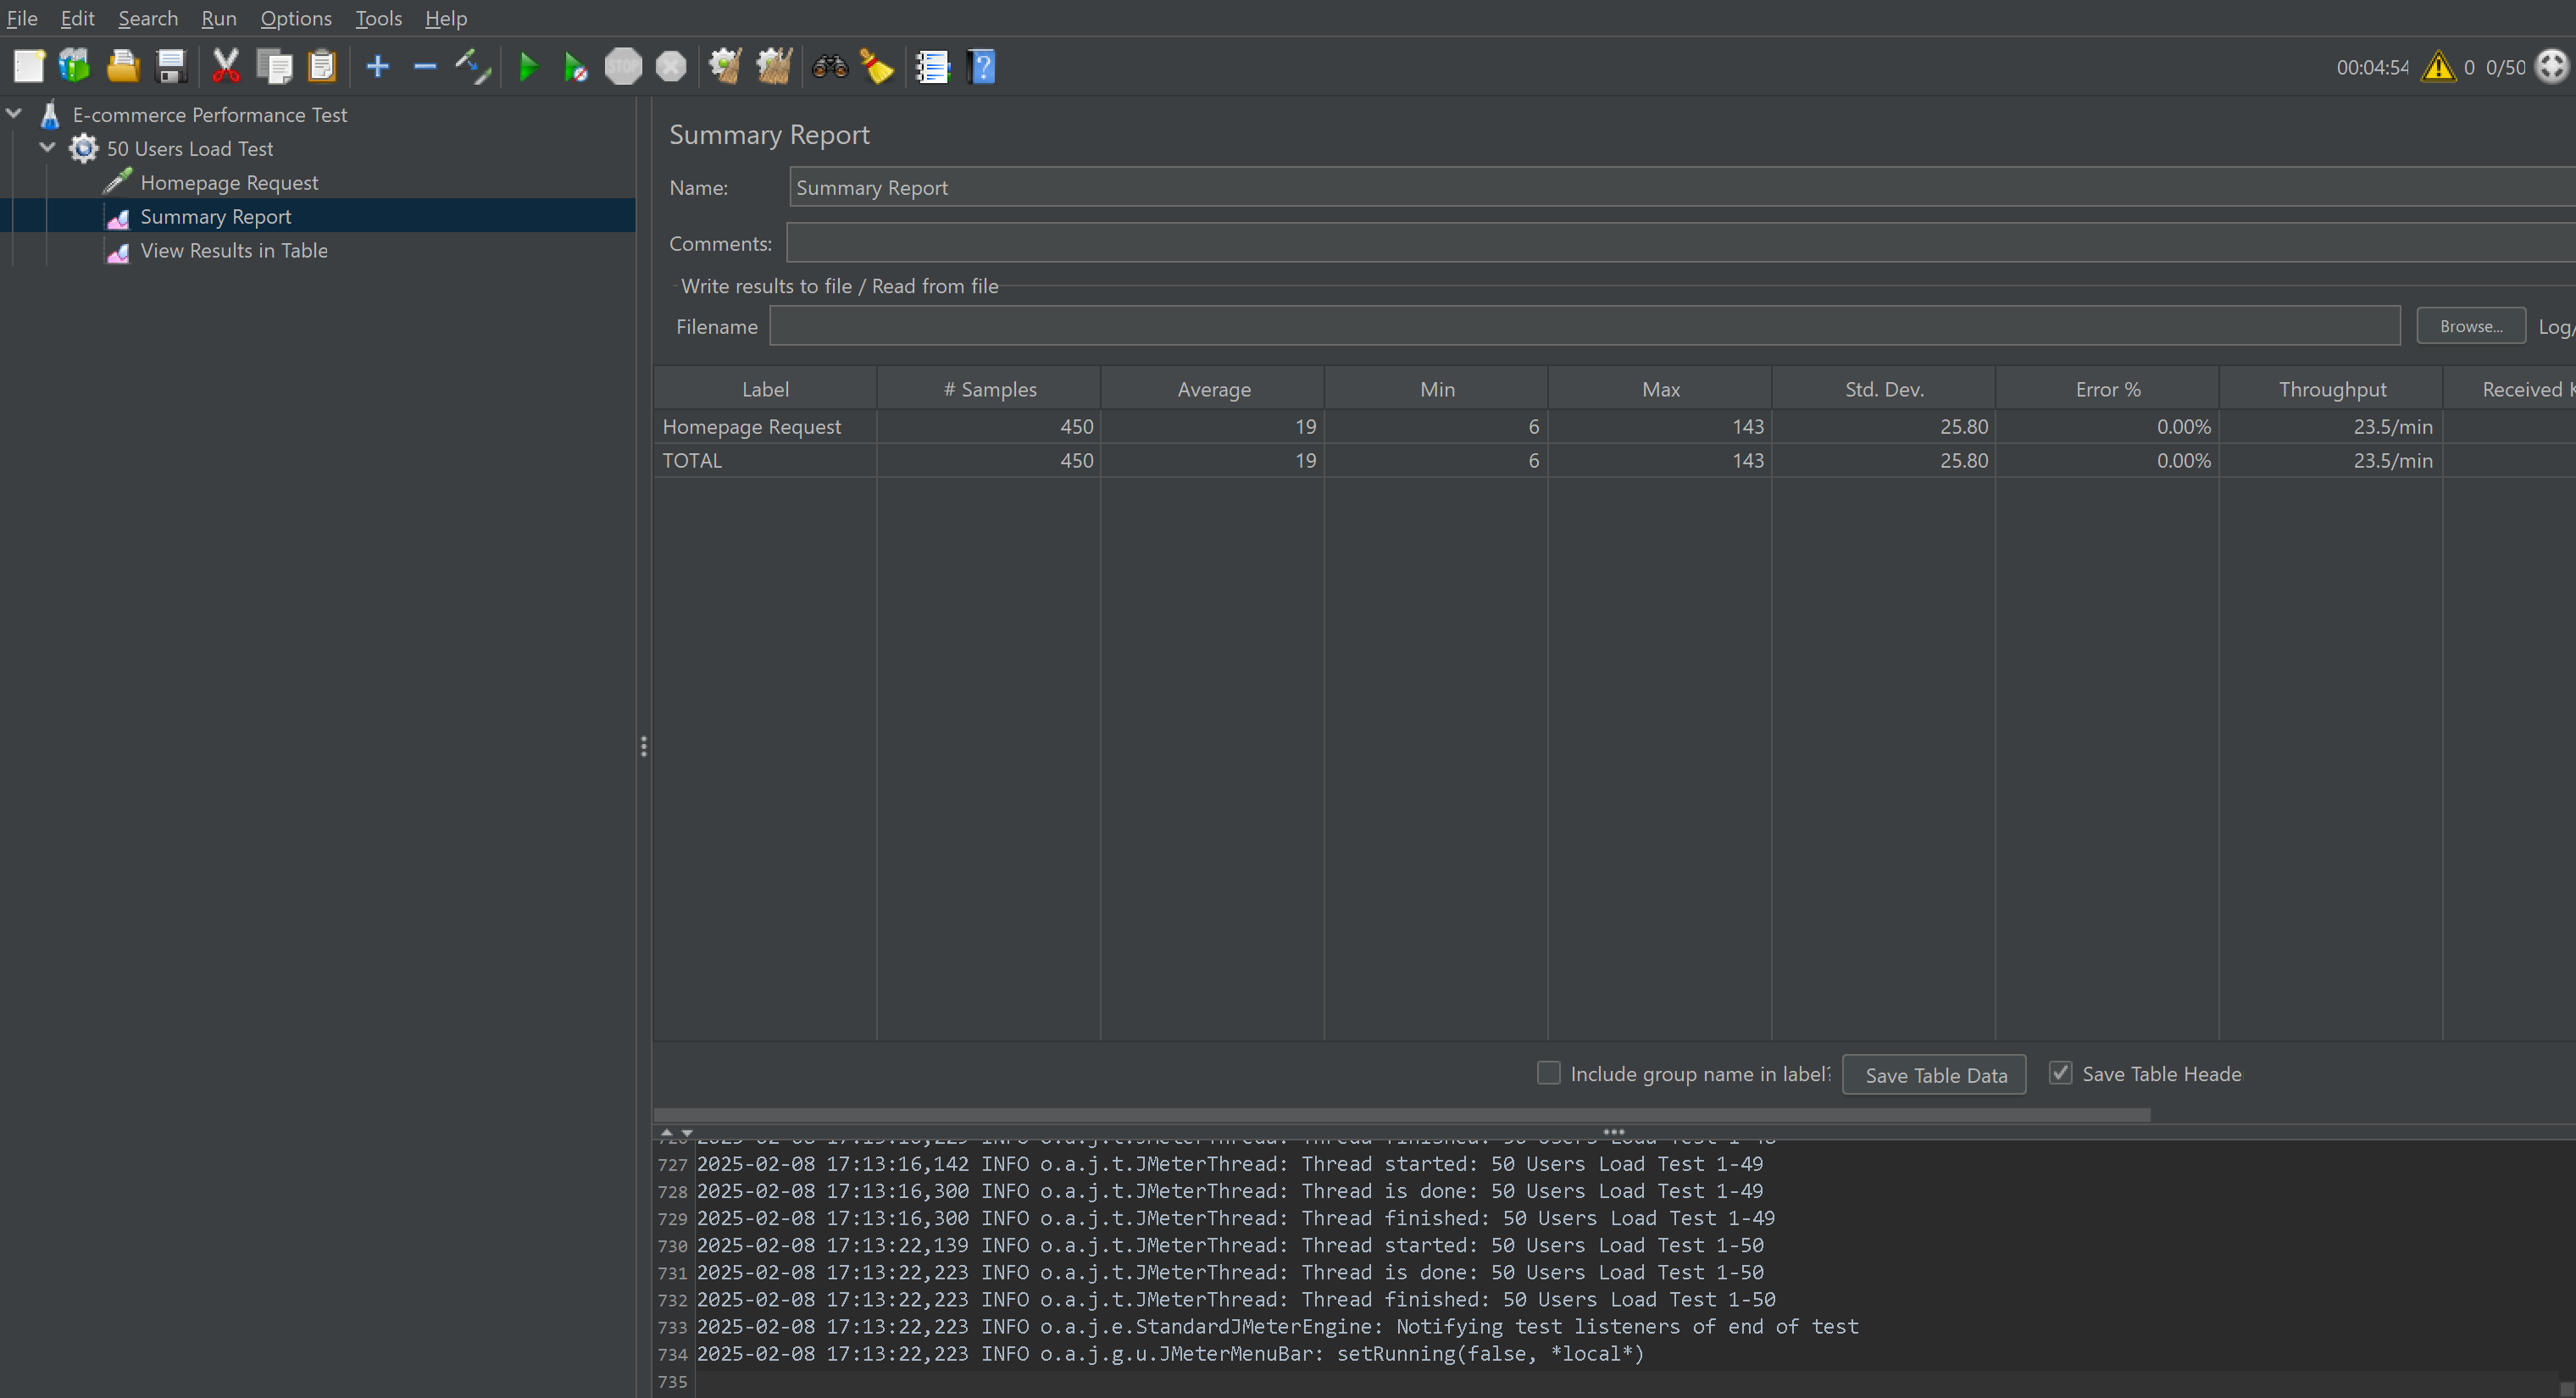 File Edit Search Run Options Tools Help
STOP
00:04:54 0 0/50
E-commerce Performance Test
50 Users Load Test
Homepage Request
Summary Report
View Results in Table
Summary Report
Name: Summary Report
Comments:
Write results to file / Read from file
Filename Browse... Log/
Label # Samples Average Min Max Std. Dev. Error % Throughput Received K
Homepage Request 450 19 6 143 25.80 0.00% 23.5/min
TOTAL 450 19 6 143 25.80 0.00% 23.5/min
Include group name in label? Save Table Data Save Table Heade
727 2025-02-08 17:13:16,142 INFO o.a.j.t.JMeterThread: Thread started: 50 Users Load Test 1-49
728 2025-02-08 17:13:16,300 INFO o.a.j.t.JMeterThread: Thread is done: 50 Users Load Test 1-49
729 2025-02-08 17:13:16,300 INFO o.a.j.t.JMeterThread: Thread finished: 50 Users Load Test 1-49
730 2025-02-08 17:13:22,139 INFO o.a.j.t.JMeterThread: Thread started: 50 Users Load Test 1-50
731 2025-02-08 17:13:22,223 INFO o.a.j.t.JMeterThread: Thread is done: 50 Users Load Test 1-50
732 2025-02-08 17:13:22,223 INFO o.a.j.t.JMeterThread: Thread finished: 50 Users Load Test 1-50
733 2025-02-08 17:13:22,223 INFO o.a.j.e.StandardJMeterEngine: Notifying test listeners of end of test
734 2025-02-08 17:13:22,223 INFO o.a.j.g.u.JMeterMenuBar: setRunning(false, *local*)
735